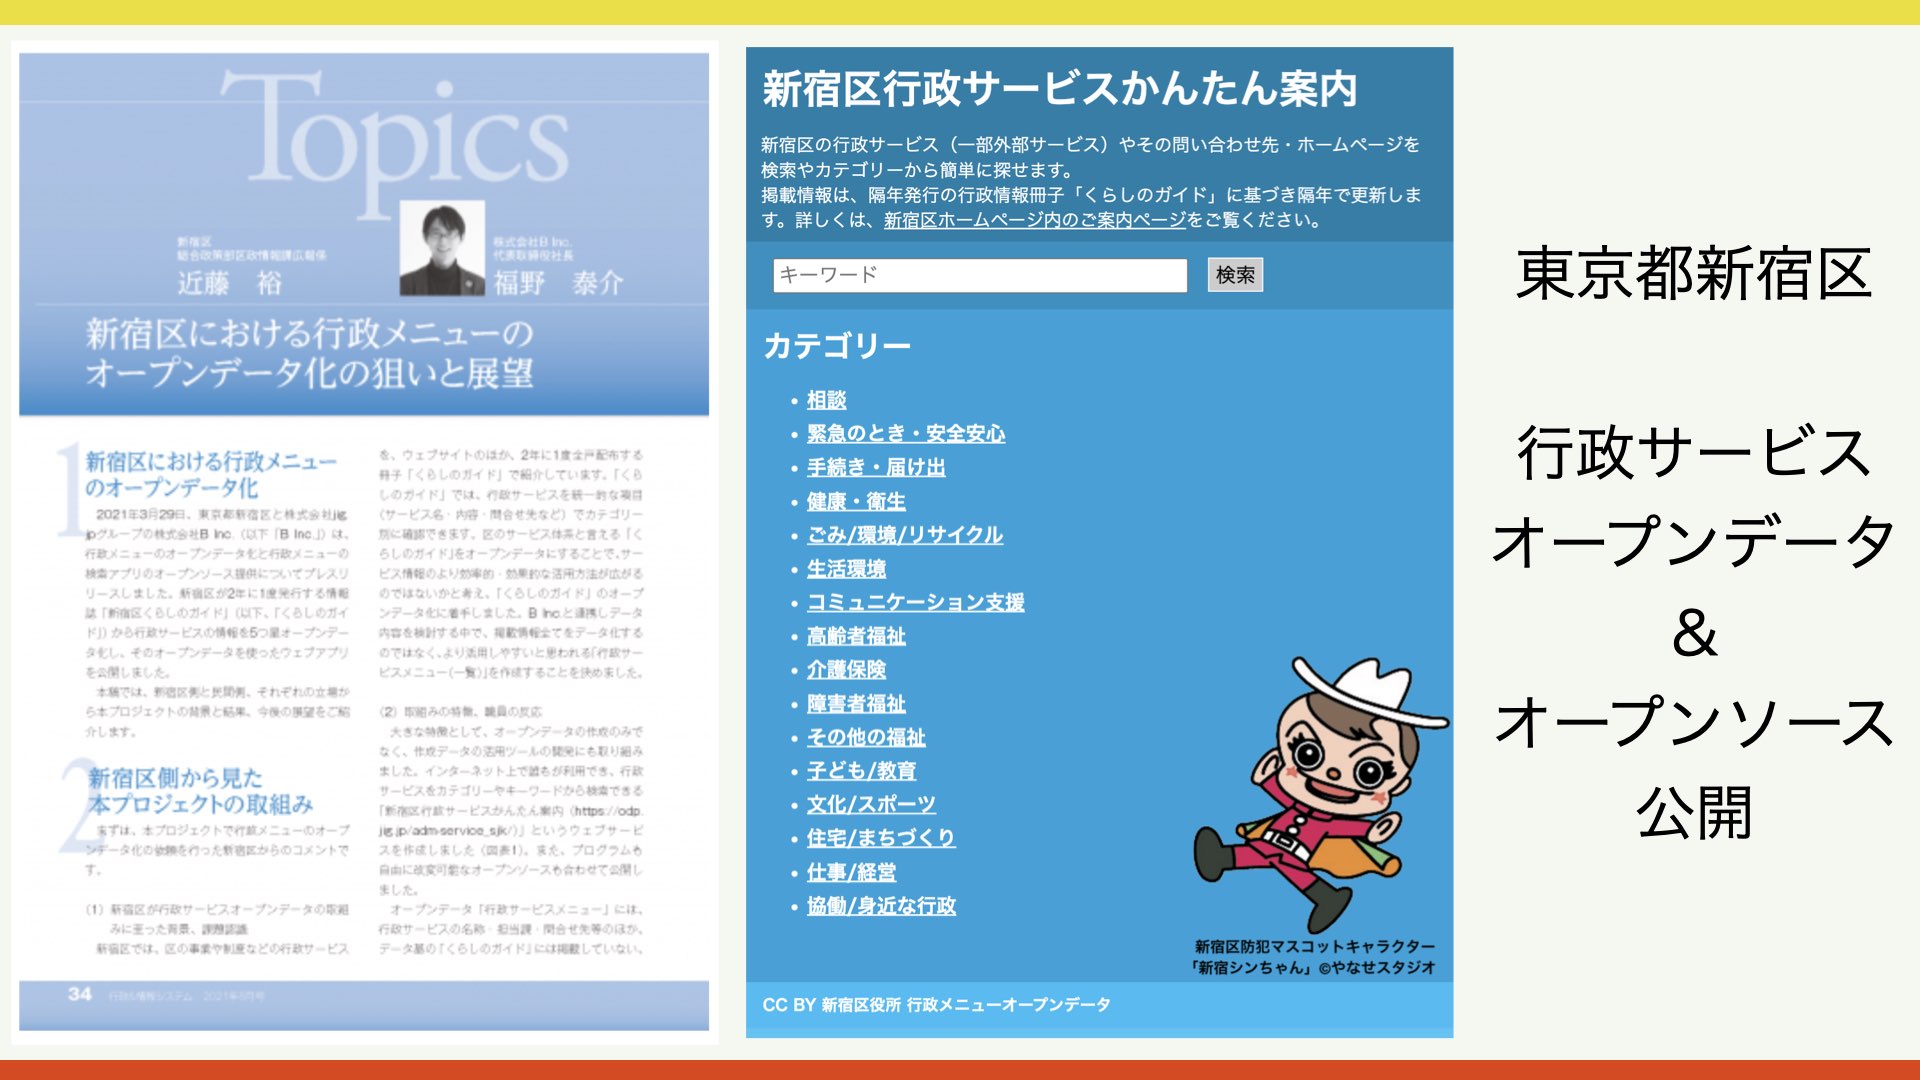 Topics
新宿区
総合政策部区政情報課広報係
近藤 裕
株式会社B Inc.
代表取締役社長
福野 泰介
新宿区における行政メニューの
オープンデータ化の狙いと展望
1
新宿区における行政メニュー
のオープンデータ化
2021年3月29日、東京都新宿区と株式会社jig.
jpグループの株式会社B Inc.（以下「B Inc.」）は、
行政メニューのオープンデータ化と行政メニューの
検索アプリのオープンソース提供についてプレスリ
リースしました。新宿区が2年に1度発行する情報
誌「新宿区くらしのガイド」（以下、「くらしのガイ
ド」）から行政サービスの情報を5つ星オープンデー
タ化し、そのオープンデータを使ったウェブアプリ
を公開しました。
本稿では、新宿区側と民間側、それぞれの立場か
ら本プロジェクトの背景と結果、今後の展望をご紹
介します。
2
新宿区側から見た
本プロジェクトの取組み
まずは、本プロジェクトで行政メニューのオープ
ンデータ化の依頼を行った新宿区からのコメントで
す。
（1）新宿区が行政サービスオープンデータの取組
みに至った背景、課題認識
新宿区では、区の事業や制度などの行政サービス
を、ウェブサイトのほか、2年に1度全戸配布する
冊子「くらしのガイド」で紹介しています。「くら
しのガイド」では、行政サービスを統一的な項目
（サービス名・内容・問合せ先など）でカテゴリー
別に確認できます。区のサービス体系と言える「く
らしのガイド」をオープンデータにすることで、サー
ビス情報のより効率的・効果的な活用方法が広がる
のではないかと考え、「くらしのガイド」のオープ
ンデータ化に着手しました。B Inc.と連携しデータ
内容を検討する中で、掲載情報全てをデータ化する
のではなく、より活用しやすいと思われる「行政サー
ビスメニュー（一覧）」を作成することを決めました。
（2）取組みの特徴、職員の反応
大きな特徴として、オープンデータの作成のみで
なく、作成データの活用ツールの開発にも取り組み
ました。インターネット上で誰もが利用でき、行政
サービスをカテゴリーやキーワードから検索できる
「新宿区行政サービスかんたん案内（https://odp.
jig.jp/adm-service_sjk/）」というウェブサービ
スを作成しました（図表1）。また、プログラムも
自由に改変可能なオープンソースも合わせて公開し
ました。
オープンデータ「行政サービスメニュー」には、
行政サービスの名称・担当課・問合せ先等のほか、
データ基の「くらしのガイド」には掲載していない、
34 行政&情報システム 2021年8月号
新宿区行政サービスかんたん案内
新宿区の行政サービス（一部外部サービス）やその問い合わせ先・ホームページを
検索やカテゴリーから簡単に探せます。
掲載情報は、隔年発行の行政情報冊子「くらしのガイド」に基づき隔年で更新しま
す。詳しくは、新宿区ホームページ内のご案内ページをご覧ください。
キーワード 検索
カテゴリー
• 相談
• 緊急のとき・安全安心
• 手続き・届け出
• 健康・衛生
• ごみ/環境/リサイクル
• 生活環境
• コミュニケーション支援
• 高齢者福祉
• 介護保険
• 障害者福祉
• その他の福祉
• 子ども/教育
• 文化/スポーツ
• 住宅/まちづくり
• 仕事/経営
• 協働/身近な行政
新宿区防犯マスコットキャラクター
「新宿シンちゃん」©やなせスタジオ
CC BY 新宿区役所 行政メニューオープンデータ
東京都新宿区
行政サービス
オープンデータ
&
オープンソース
公開